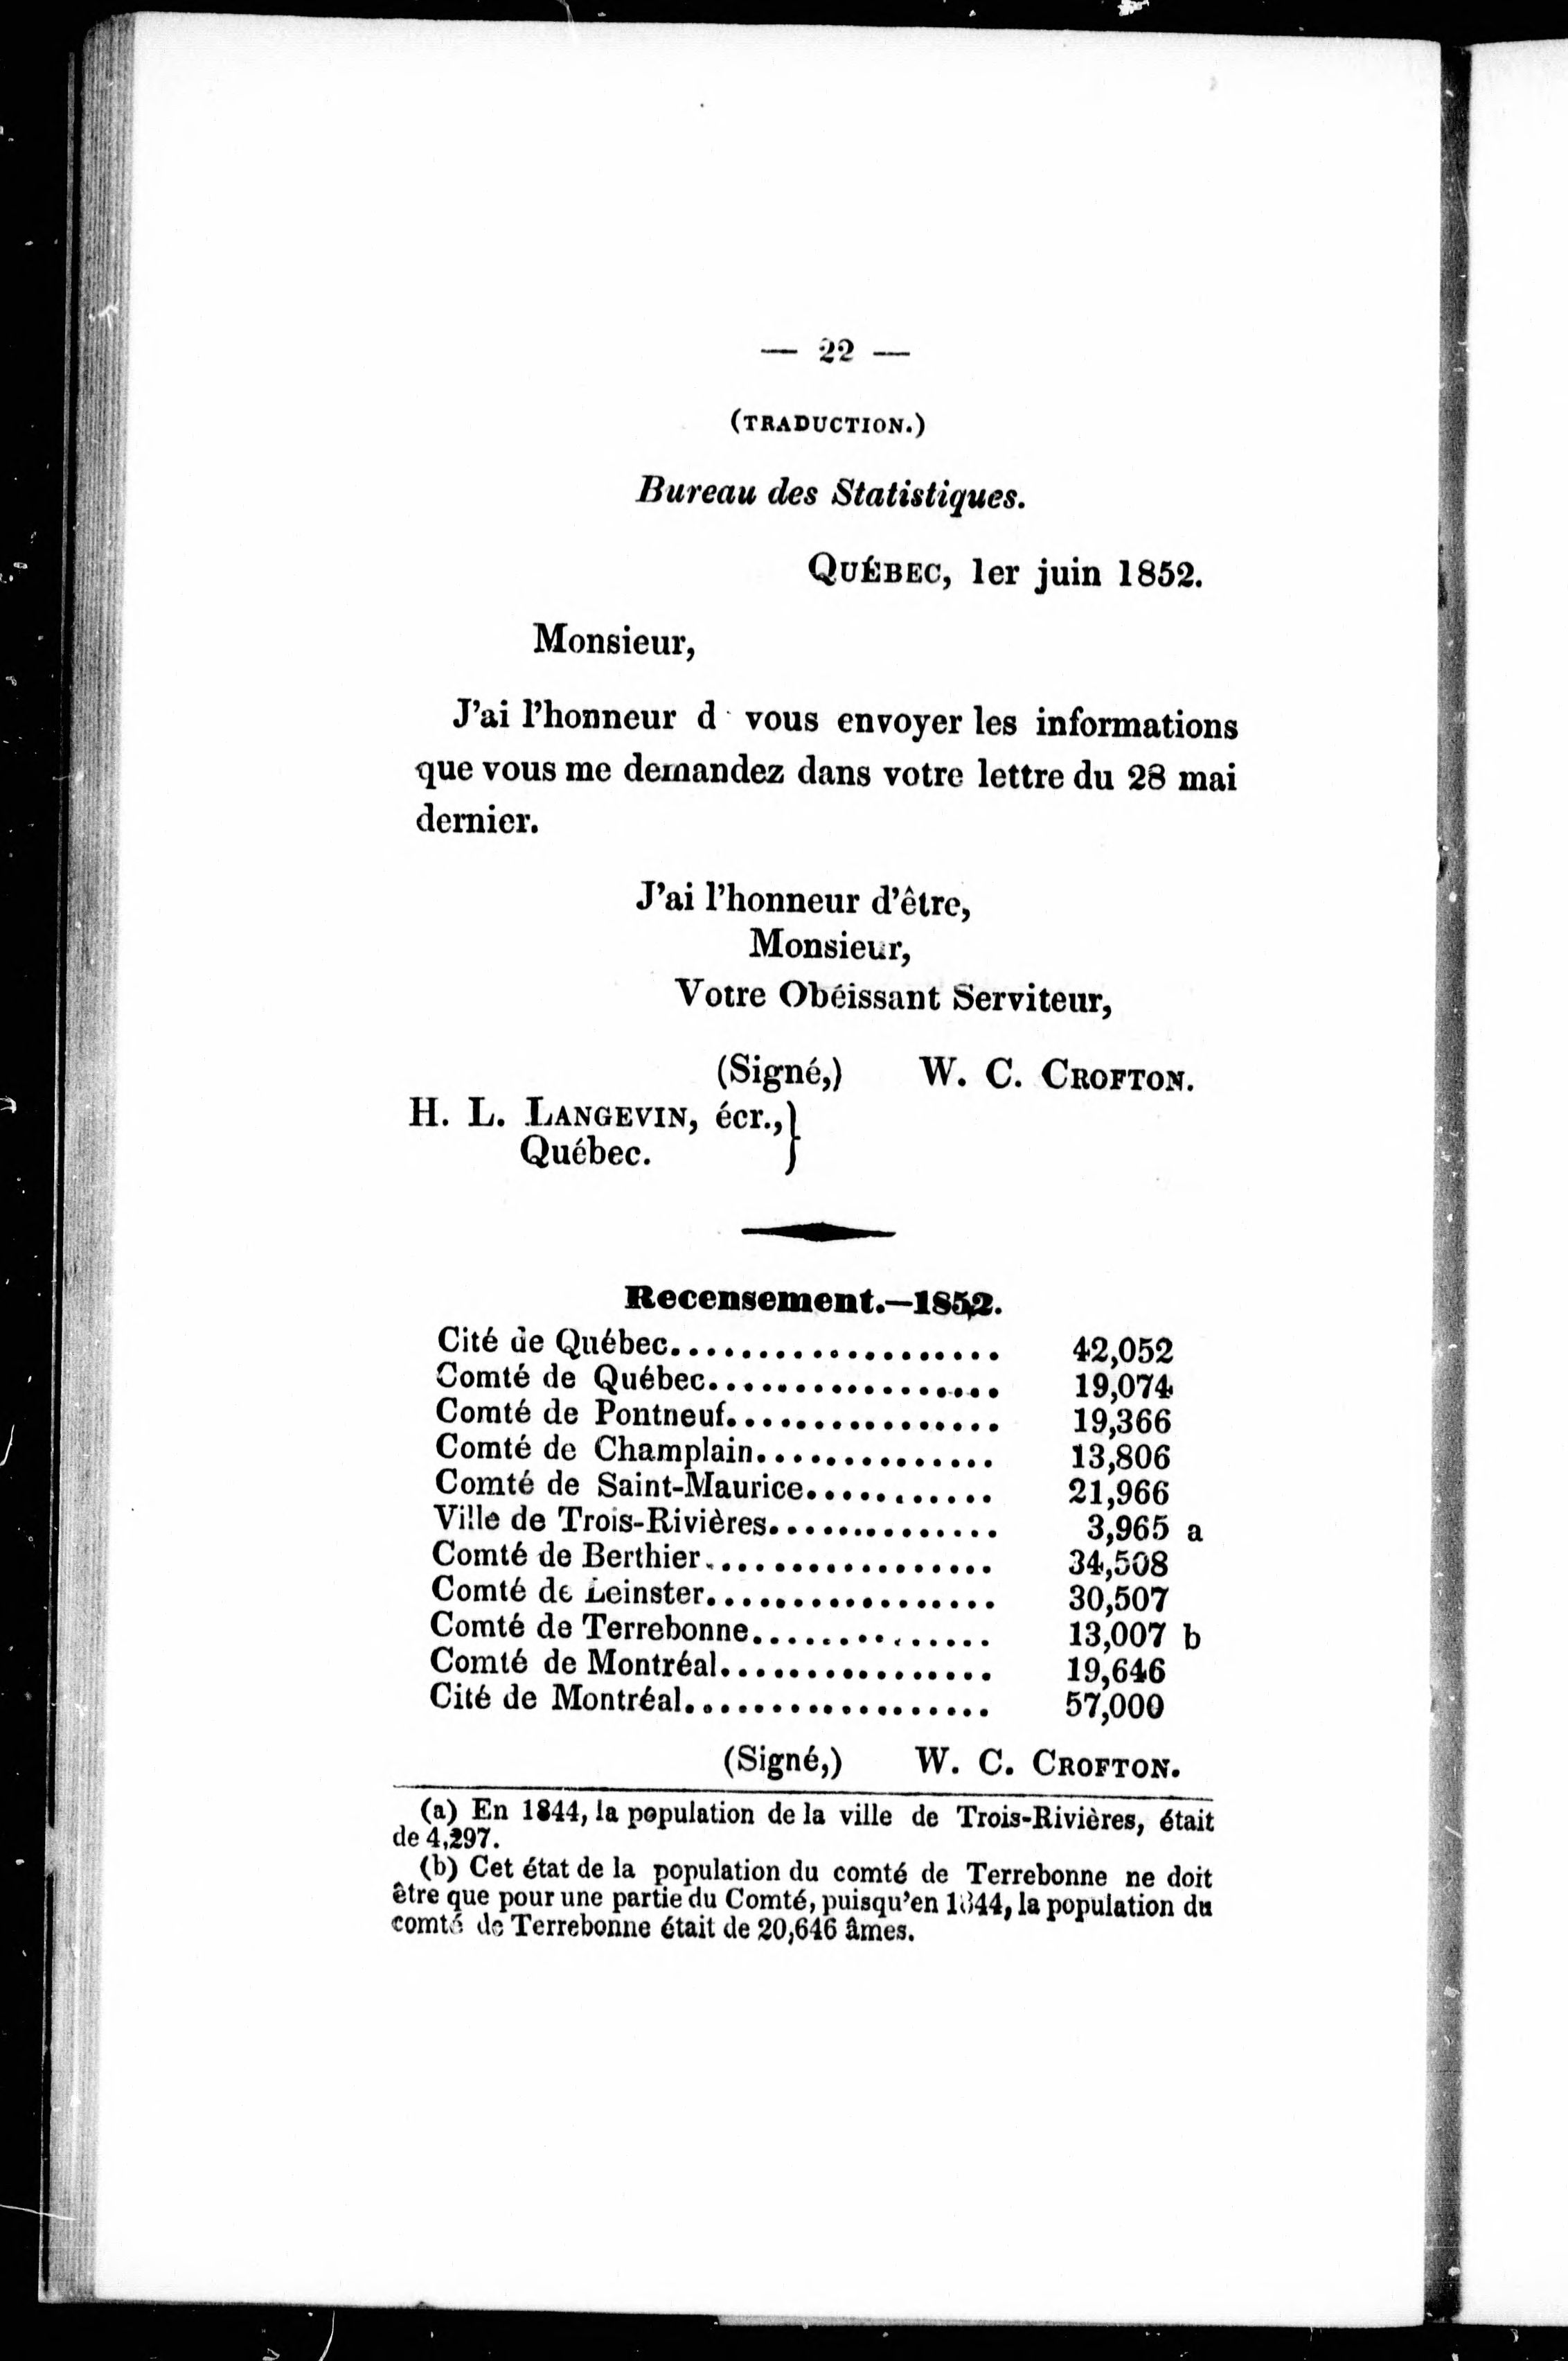 — 22 —
(TRADUCTION.)
Bureau des Statistiques.
QUÉBEC, 1er juin 1852.
Monsieur,
J'ai l'honneur d vous envoyer les informations
que vous me demandez dans votre lettre du 28 mai
dernier.
J'ai l'honneur d'être,
Monsieur,
Votre Obéissant Serviteur,
(Signé,) W. C. CROFTON.
H. L. LANGEVIN, écr., }
Québec.
Recensement.—1852.
Cité de Québec................... 42,052
Comté de Québec................. 19,074
Comté de Pontneuf................ 19,366
Comté de Champlain.............. 13,806
Comté de Saint-Maurice........... 21,966
Ville de Trois-Rivières.............. 3,965 a
Comté de Berthier................. 34,508
Comté de Leinster................. 30,507
Comté de Terrebonne.............. 13,007 b
Comté de Montréal................ 19,646
Cité de Montréal.................. 57,000
(Signé,) W. C. CROFTON.
(a) En 1844, la population de la ville de Trois-Rivières, était
de 4,297.
(b) Cet état de la population du comté de Terrebonne ne doit
être que pour une partie du Comté, puisqu'en 1844, la population du
comté de Terrebonne était de 20,646 âmes.